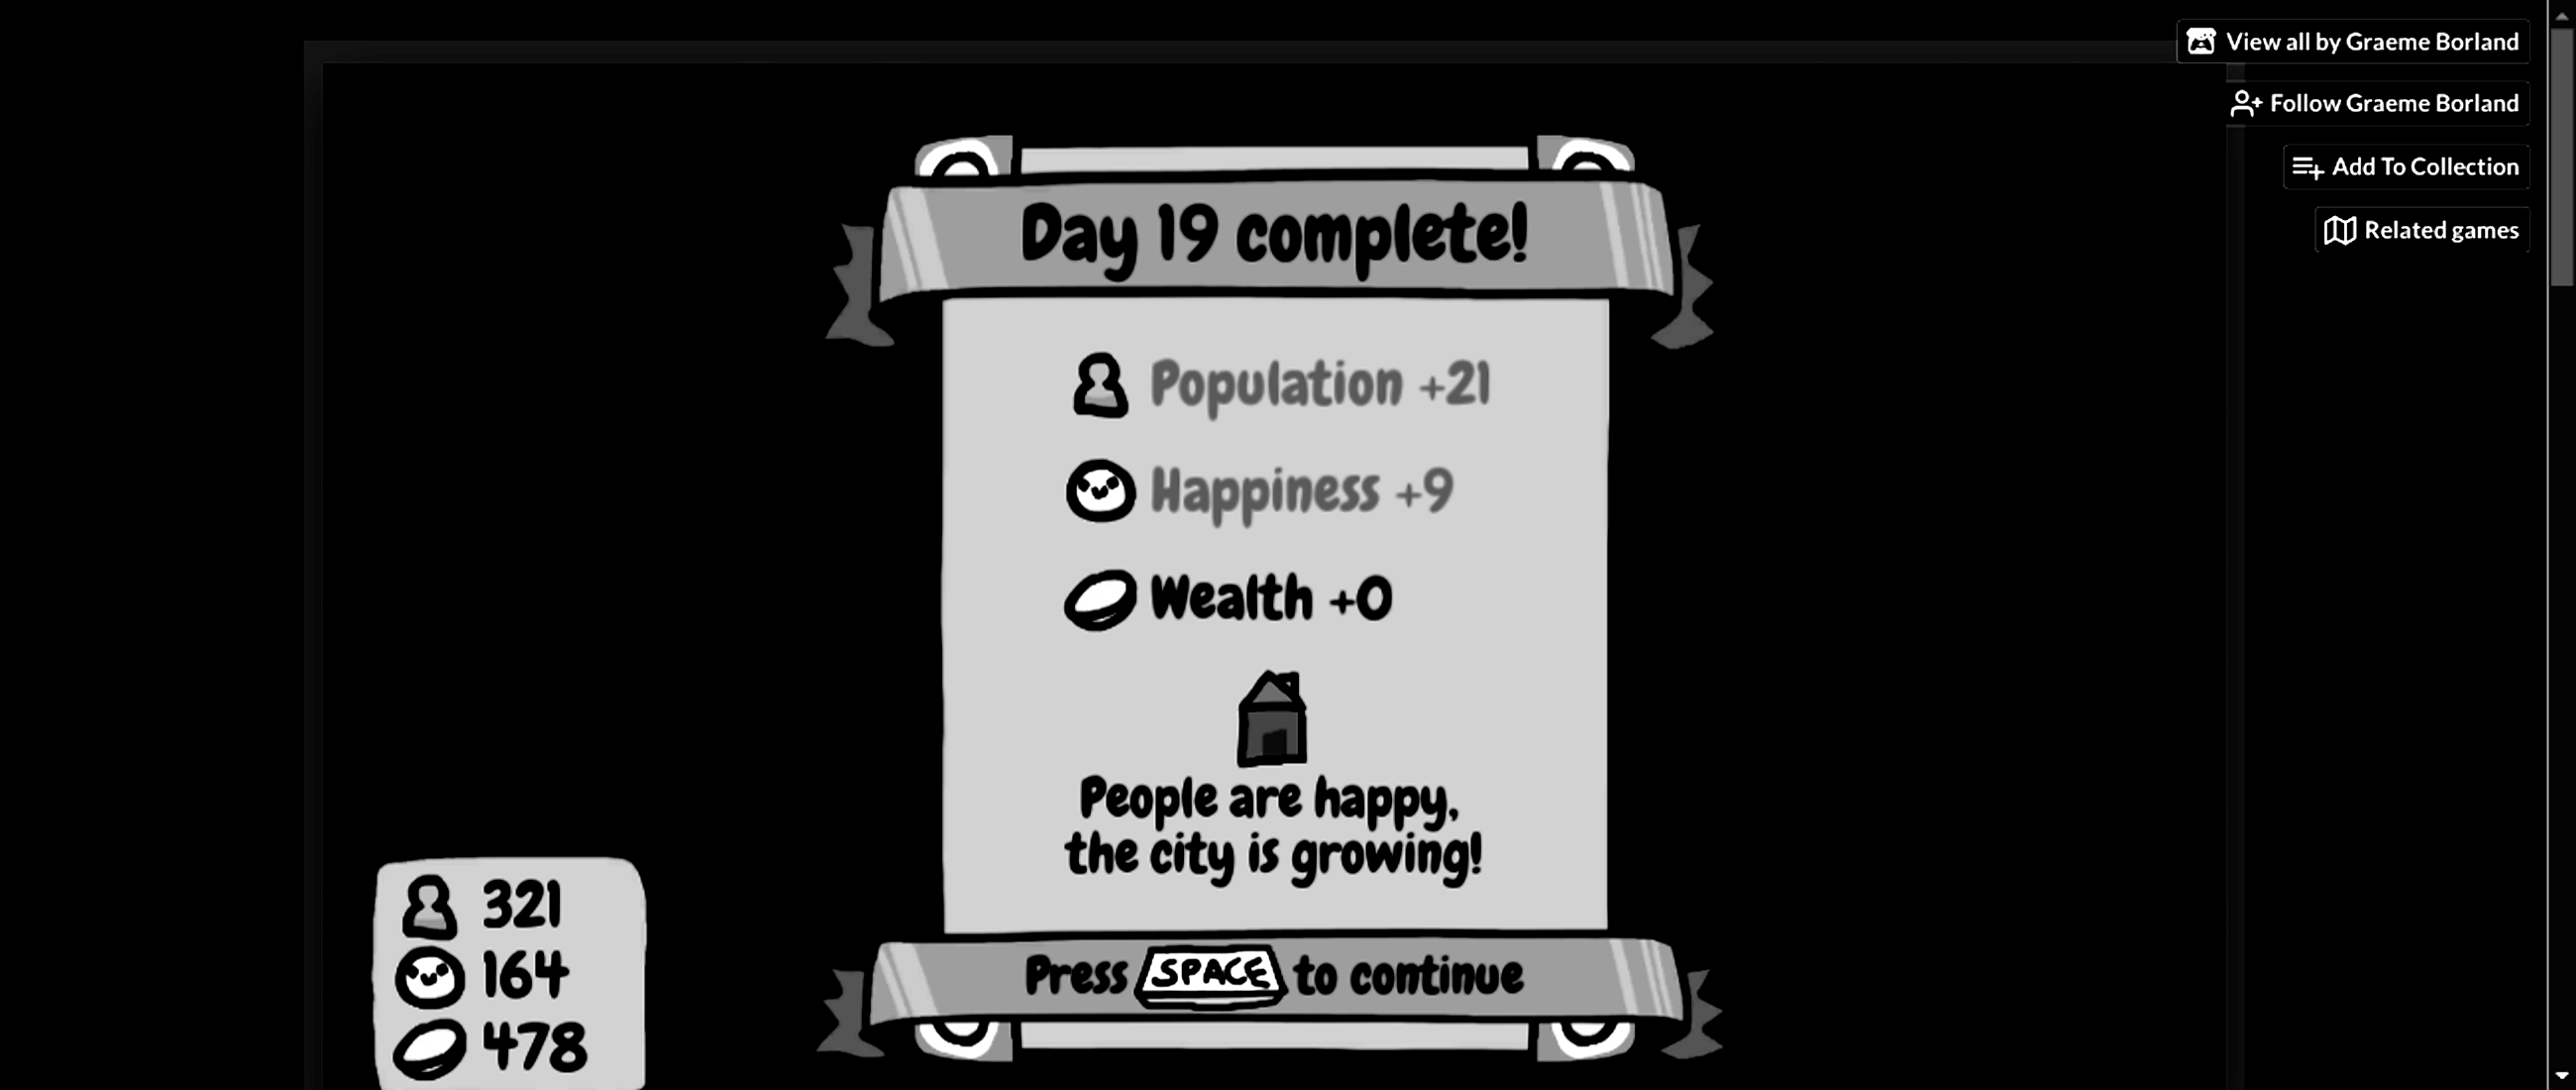 View all by Graeme Borland
Follow Graeme Borland
Add To Collection
Related games
Day 19 complete!
Population +21
Happiness +9
Wealth +0
People are happy,
the city is growing!
Press SPACE to continue
321
164
478